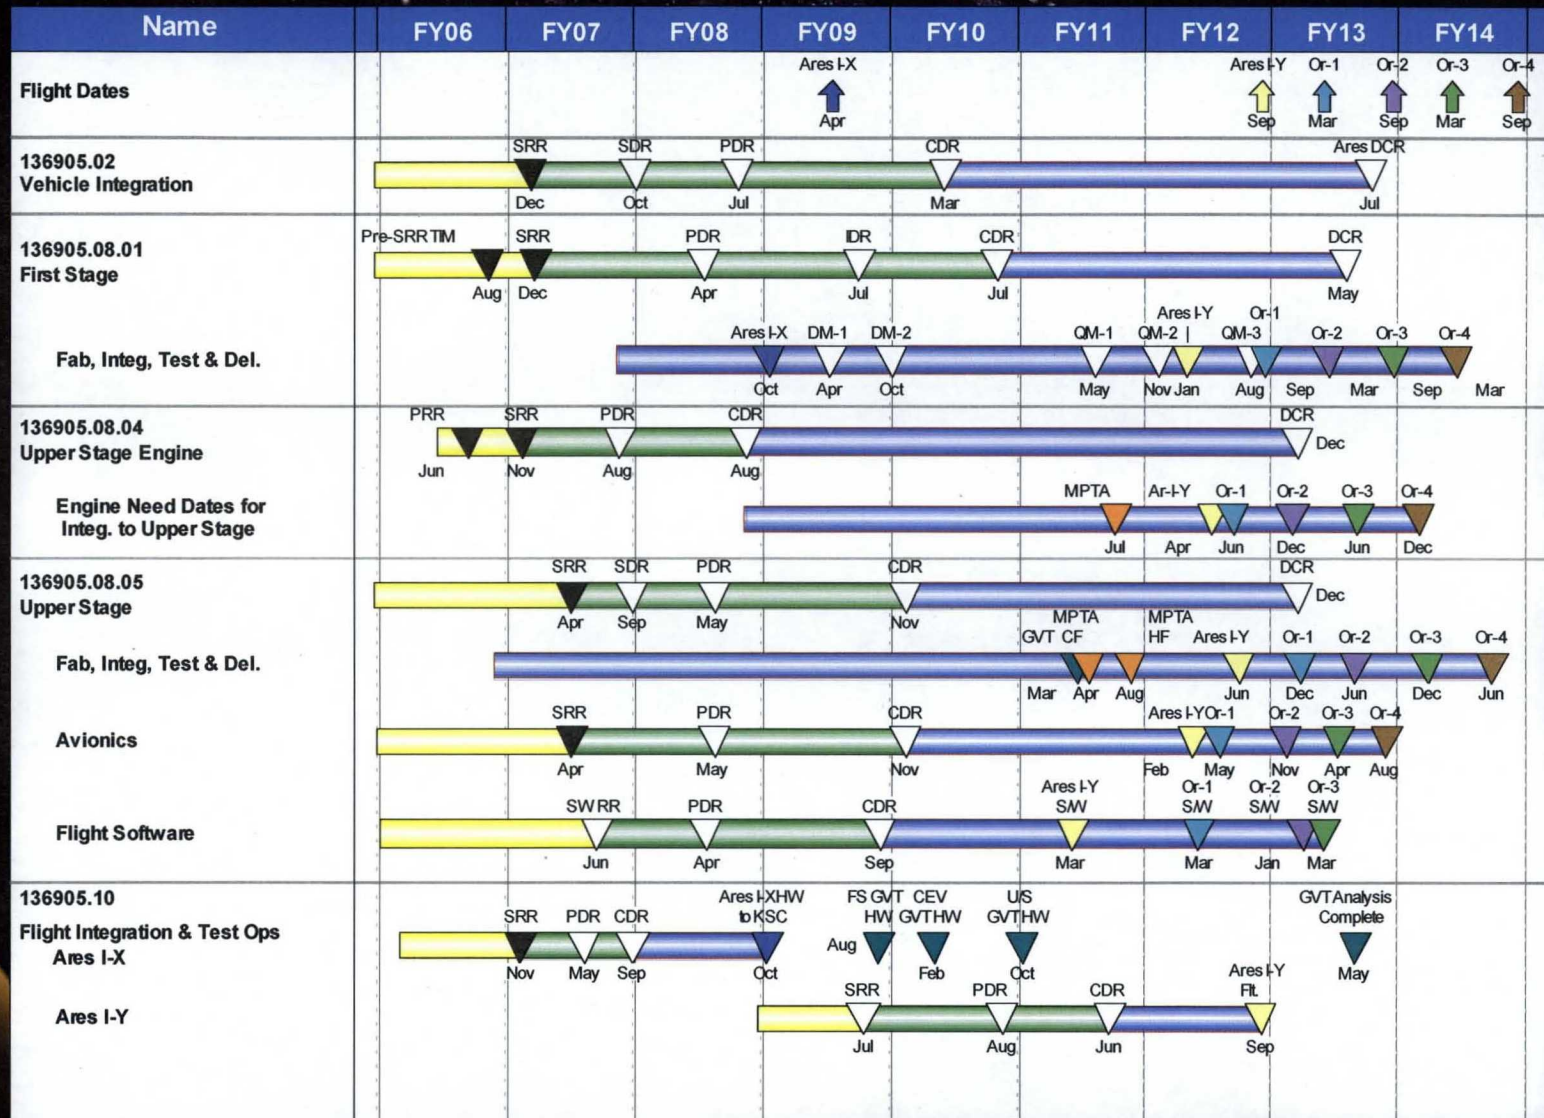 Name FY06 FY07 FY08 FY09 FY10 FY11 FY12 FY13 FY14
Ares I-X Ares I-Y Or-1 Or-2 Or-3 Or-4
Flight Dates
Apr Sep Mar Sep Mar Sep
SRR SDR PDR CDR Ares DCR
136905.02
Vehicle Integration
Dec Oct Jul Mar Jul
Pre-SRR TIM SRR PDR IDR CDR DCR
136905.08.01
First Stage
Aug Dec Apr Jul Jul May
Ares I-Y Or-1
Ares I-X DM-1 DM-2 QM-1 QM-2 | QM-3 Or-2 Or-3 Or-4
Fab, Integ, Test & Del.
Oct Apr Oct May Nov Jan Aug Sep Mar Sep Mar
PRR SRR PDR CDR DCR
136905.08.04
Upper Stage Engine
Dec
Jun Nov Aug Aug
MPTA Ar-I-Y Or-1 Or-2 Or-3 Or-4
Engine Need Dates for
Integ. to Upper Stage
Jul Apr Jun Dec Jun Dec
SRR SDR PDR CDR DCR
136905.08.05
Upper Stage
Dec
Apr Sep May Nov
MPTA MPTA
GVT CF HF Ares I-Y Or-1 Or-2 Or-3 Or-4
Fab, Integ, Test & Del.
Mar Apr Aug Jun Dec Jun Dec Jun
SRR PDR CDR Ares I-Y Or-1 Or-2 Or-3 Or-4
Avionics
Apr May Nov Feb May Nov Apr Aug
Ares I-Y Or-1 Or-2 Or-3
SW RR PDR CDR S/W S/W S/W S/W
Flight Software
Jun Apr Sep Mar Mar Jan Mar
136905.10
Ares I-X HW FS GVT CEV U/S GVT Analysis
SRR PDR CDR to KSC HW GVT HW GVT HW Complete
Flight Integration & Test Ops
Ares I-X
Aug
Nov May Sep Oct Feb Oct May
Ares I-Y
SRR PDR CDR Flt.
Ares I-Y
Jul Aug Jun Sep